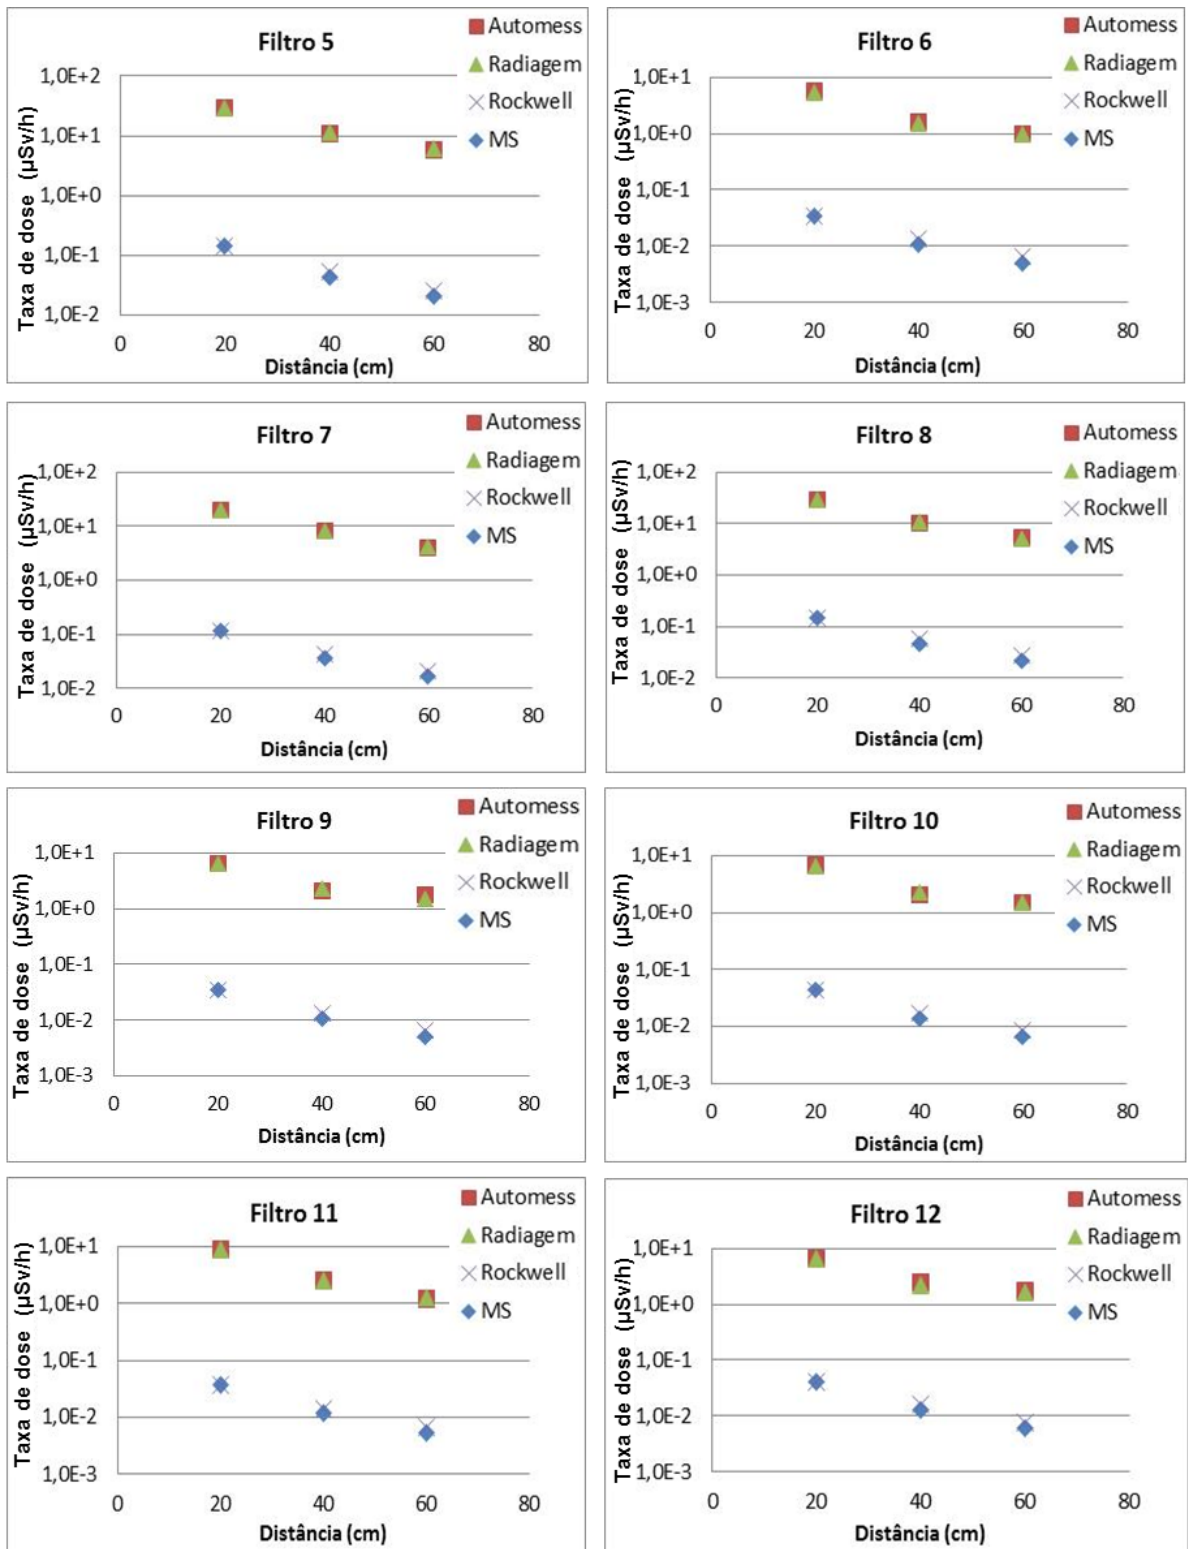 Filtro 5
Automess
Radiagem
Rockwell
MS
Taxa de dose (µSv/h)
1,0E+2
1,0E+1
1,0E+0
1,0E-1
1,0E-2
0 20 40 60 80
Distância (cm)
Filtro 6
Automess
Radiagem
Rockwell
MS
Taxa de dose (µSv/h)
1,0E+1
1,0E+0
1,0E-1
1,0E-2
1,0E-3
0 20 40 60 80
Distância (cm)
Filtro 7
Automess
Radiagem
Rockwell
MS
Taxa de dose (µSv/h)
1,0E+2
1,0E+1
1,0E+0
1,0E-1
1,0E-2
0 20 40 60 80
Distância (cm)
Filtro 8
Automess
Radiagem
Rockwell
MS
Taxa de dose (µSv/h)
1,0E+2
1,0E+1
1,0E+0
1,0E-1
1,0E-2
0 20 40 60 80
Distância (cm)
Filtro 9
Automess
Radiagem
Rockwell
MS
Taxa de dose (µSv/h)
1,0E+1
1,0E+0
1,0E-1
1,0E-2
1,0E-3
0 20 40 60 80
Distância (cm)
Filtro 10
Automess
Radiagem
Rockwell
MS
Taxa de dose (µSv/h)
1,0E+1
1,0E+0
1,0E-1
1,0E-2
1,0E-3
0 20 40 60 80
Distância (cm)
Filtro 11
Automess
Radiagem
Rockwell
MS
Taxa de dose (µSv/h)
1,0E+1
1,0E+0
1,0E-1
1,0E-2
1,0E-3
0 20 40 60 80
Distância (cm)
Filtro 12
Automess
Radiagem
Rockwell
MS
Taxa de dose (µSv/h)
1,0E+1
1,0E+0
1,0E-1
1,0E-2
1,0E-3
0 20 40 60 80
Distância (cm)